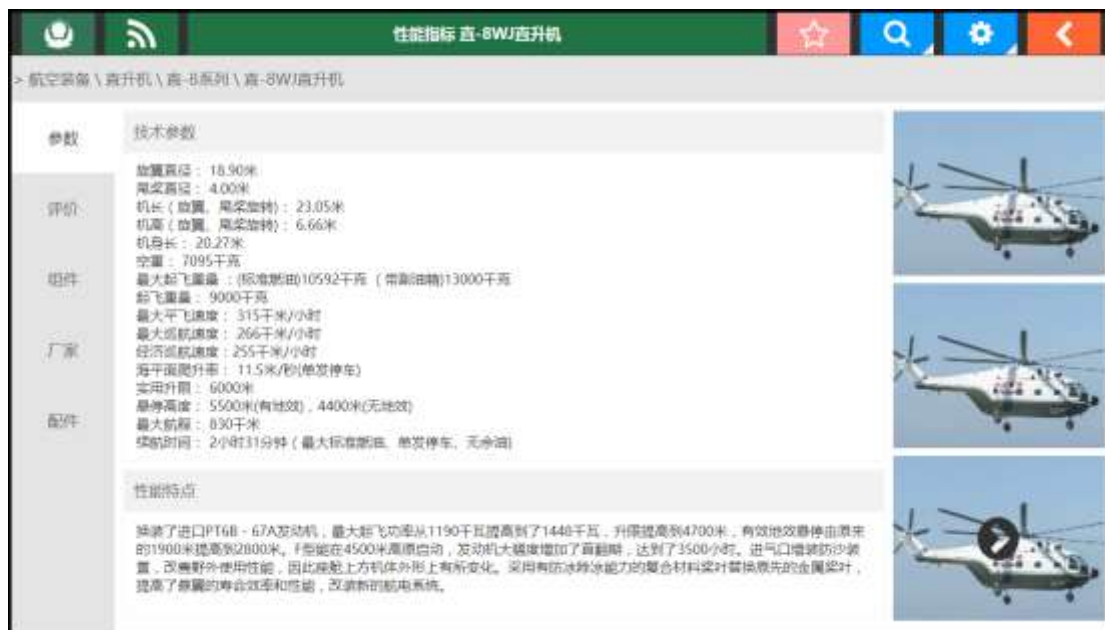 性能指标 直-8WJ直升机
> 航空装备 \ 直升机 \ 直-8系列 \ 直-8WJ直升机
参数
评价
组件
厂家
配件
技术参数
旋翼直径： 18.90米
尾桨直径： 4.00米
机长 ( 旋翼、尾桨旋转)： 23.05米
机高 ( 旋翼、尾桨旋转)： 6.66米
机身长： 20.27米
空重： 7095千克
最大起飞重量 ：(标准燃油)10592千克 ( 带副油箱)13000千克
起飞重量： 9000千克
最大平飞速度： 315千米/小时
最大巡航速度： 266千米/小时
经济巡航速度：255千米/小时
海平面爬升率： 11.5米/秒(单发停车)
实用升限： 6000米
悬停高度： 5500米(有地效)，4400米(无地效)
最大航程： 830千米
续航时间： 2小时31分钟 ( 最大标准燃油、单发停车、无余油)
性能特点
换装了进口PT6B - 67A发动机，最大起飞功率从1190千瓦提高到了1448千瓦，升限提高到4700米，有效地效悬停由原来
的1900米提高到2800米。F型能在4500米高原启动，发动机大幅度增加了首翻期，达到了3500小时。进气口增装防沙装
置，改善野外使用性能，因此座舱上方机体外形上有所变化。采用有防冰除冰能力的复合材料桨叶替换原先的金属桨叶，
提高了旋翼的寿命效率和性能，改装新的航电系统。